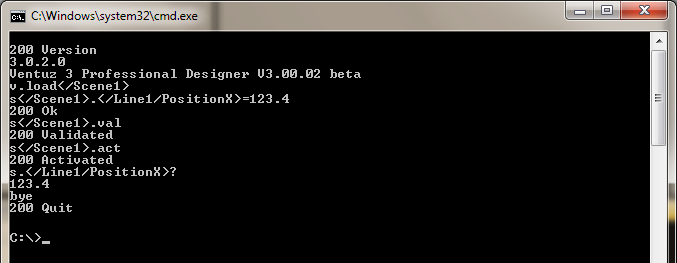 C:\Windows\system32\cmd.exe
200 Version
3.0.2.0
Ventuz 3 Professional Designer V3.00.02 beta
v.load</Scene1>
s</Scene1>.</Line1/PositionX>=123.4
200 Ok
s</Scene1>.val
200 Validated
s</Scene1>.act
200 Activated
s.</Line1/PositionX>?
123.4
bye
200 Quit
C:\>_